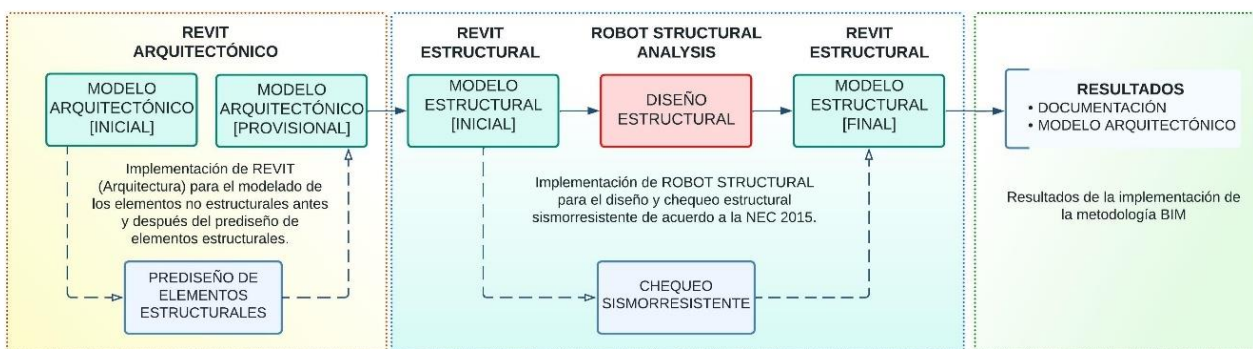 REVIT
ARQUITECTÓNICO
MODELO
ARQUITECTÓNICO
[INICIAL]
MODELO
ARQUITECTÓNICO
[PROVISIONAL]
Implementación de REVIT
(Arquitectura) para el modelado de
los elementos no estructurales antes
y después del prediseño de
elementos estructurales.
PREDISEÑO DE
ELEMENTOS
ESTRUCTURALES
REVIT
ESTRUCTURAL
MODELO
ESTRUCTURAL
[INICIAL]
ROBOT STRUCTURAL
ANALYSIS
DISEÑO
ESTRUCTURAL
REVIT
ESTRUCTURAL
MODELO
ESTRUCTURAL
[FINAL]
Implementación de ROBOT STRUCTURAL
para el diseño y chequeo estructural
sismorresistente de acuerdo a la NEC 2015.
CHEQUEO
SISMORRESISTENTE
RESULTADOS
• DOCUMENTACIÓN
• MODELO ARQUITECTÓNICO
Resultados de la implementación de
la metodología BIM